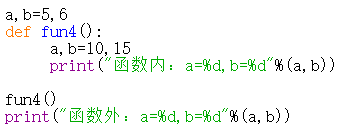 a,b=5,6
def fun4():
    a,b=10,15
    print("函数内：a=%d,b=%d"%(a,b))
fun4()
print("函数外：a=%d,b=%d"%(a,b))